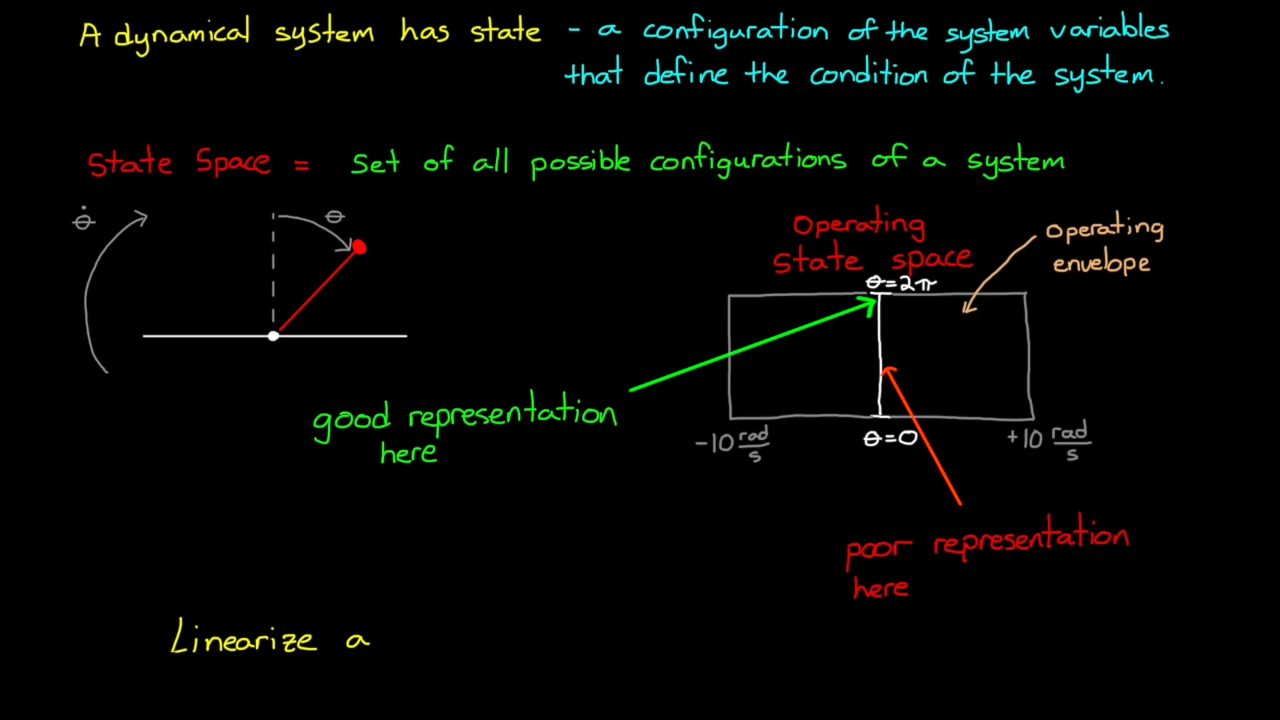 A dynamical system has state - a configuration of the system variables
that define the condition of the system.
State Space = Set of all possible configurations of a system
θ̇
θ
Operating
State space
operating
envelope
θ=2π
good representation
here
-10 rad/s
θ=0
+10 rad/s
poor representation
here
Linearize a